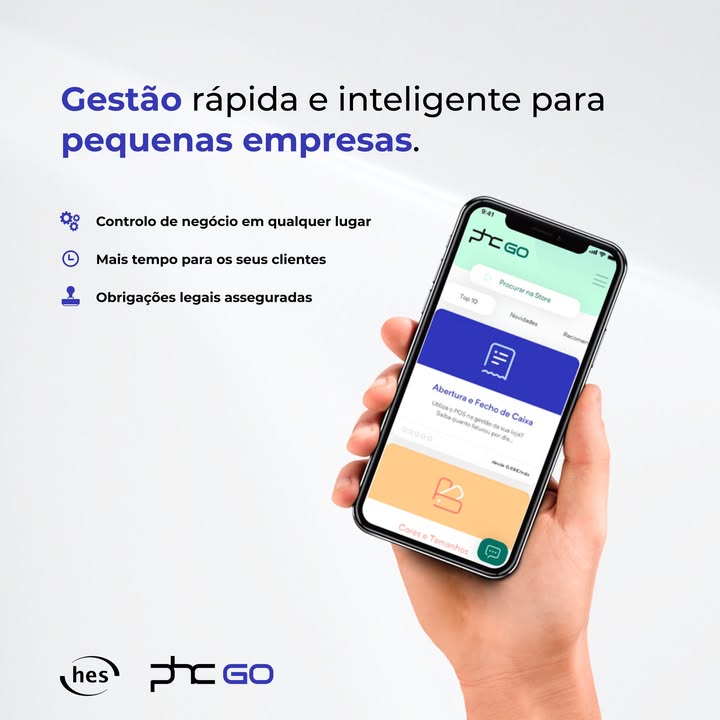 Gestão rápida e inteligente para
pequenas empresas.
Controlo de negócio em qualquer lugar
Mais tempo para os seus clientes
Obrigações legais asseguradas
9:41
phc GO
Procurar na Store
Top 10
Novidades
Recomen
Abertura e Fecho de Caixa
Utiliza o POS na gestão da sua loja?
Saiba quanto faturou por dia...
desde 0,69€/mês
Cores e Tamanhos
hes
phc GO